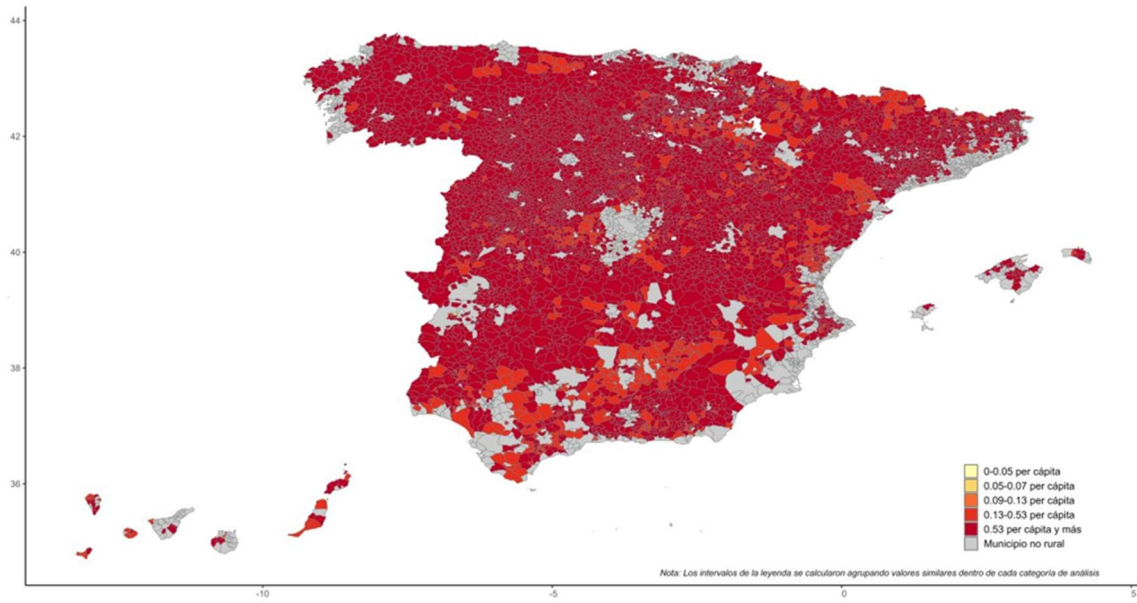 44
42
40
38
36
0-0.05 per cápita
0.05-0.07 per cápita
0.09-0.13 per cápita
0.13-0.53 per cápita
0.53 per cápita y más
Municipio no rural
Nota: Los intervalos de la leyenda se calcularon agrupando valores similares dentro de cada categoría de análisis
-10
-5
0
5